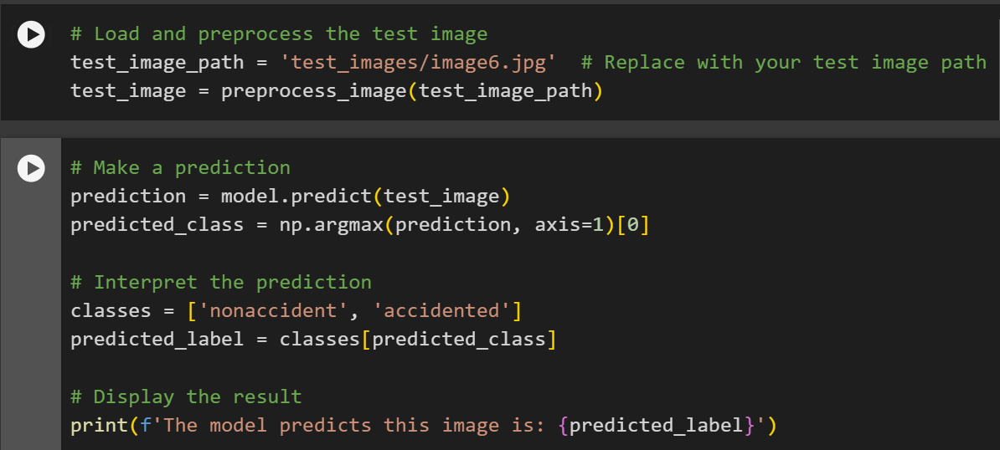 # Load and preprocess the test image
test_image_path = 'test_images/image6.jpg'  # Replace with your test image path
test_image = preprocess_image(test_image_path)
# Make a prediction
prediction = model.predict(test_image)
predicted_class = np.argmax(prediction, axis=1)[0]
# Interpret the prediction
classes = ['nonaccident', 'accidented']
predicted_label = classes[predicted_class]
# Display the result
print(f'The model predicts this image is: {predicted_label}')